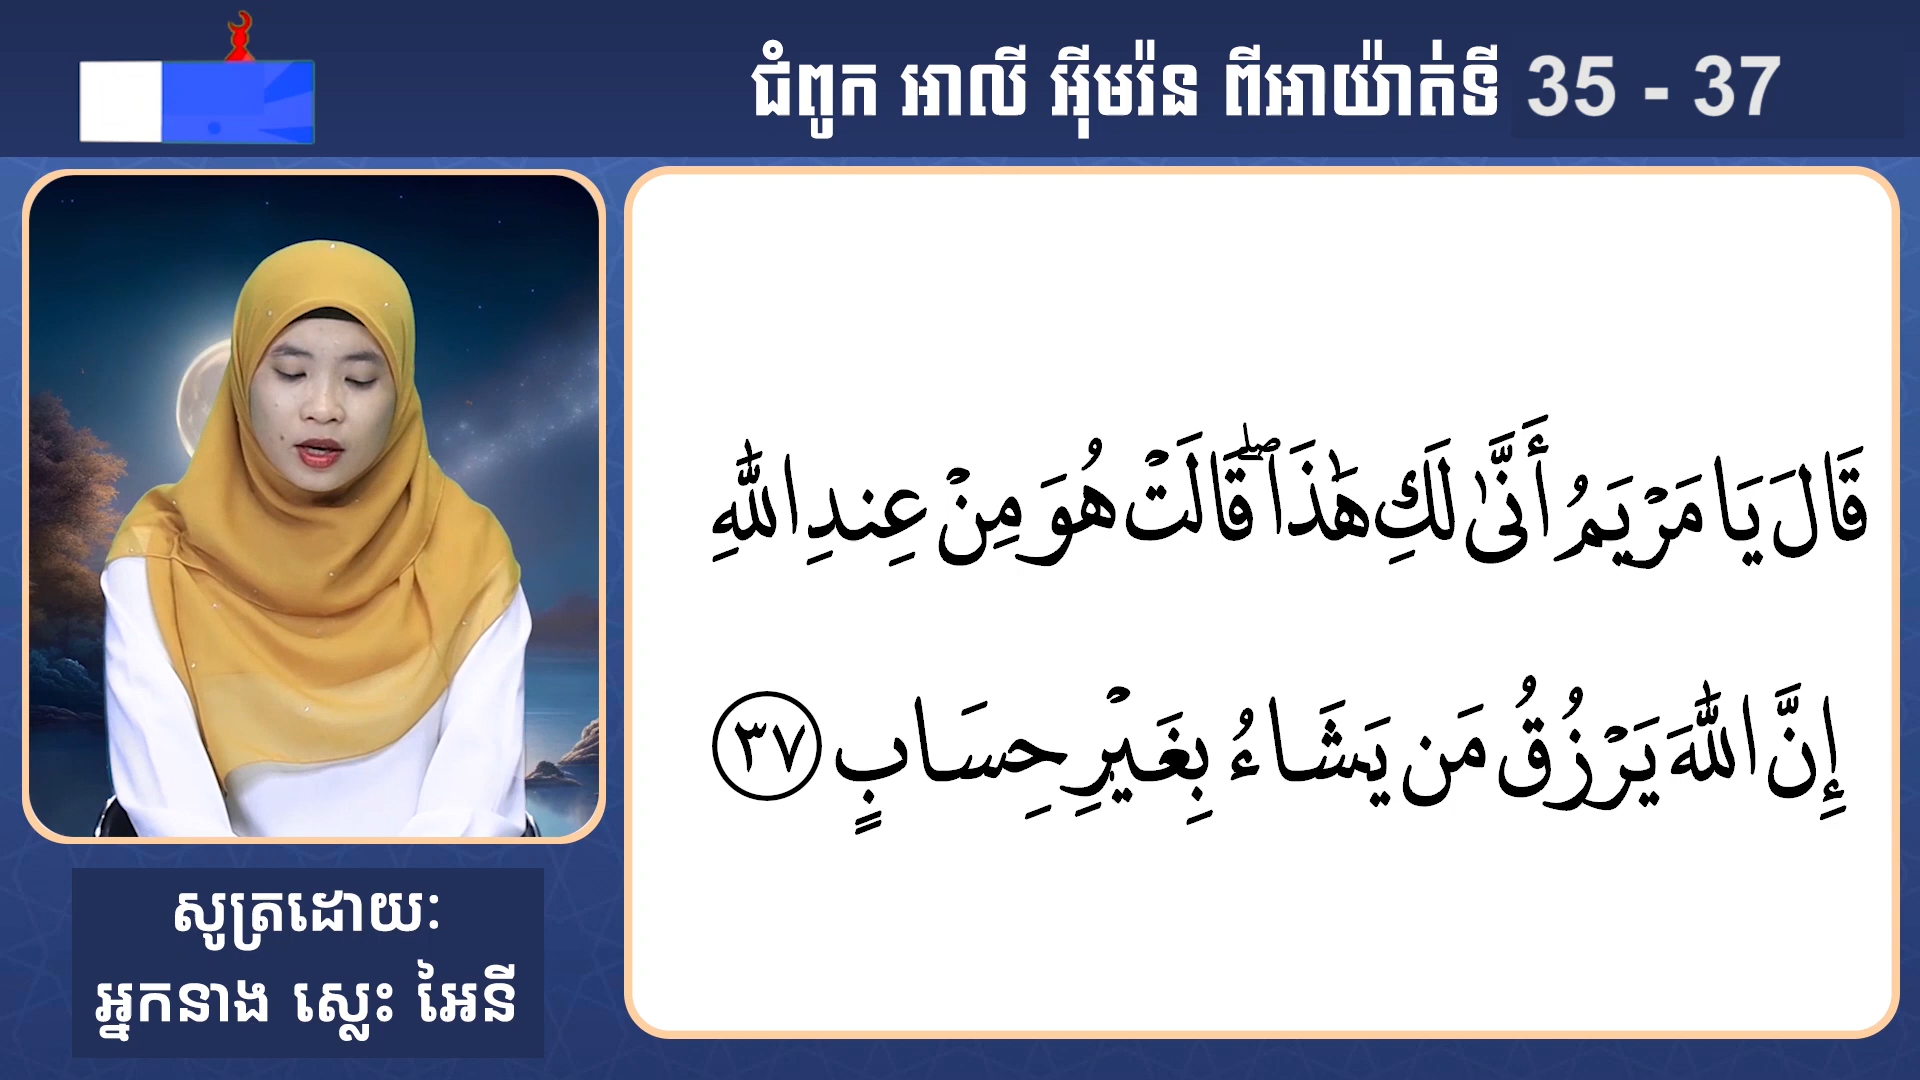 ជំពូក អាលី អ៊ីមរ៉ន ពីអាយ៉ាត់ទី 35 - 37
قَالَ يَا مَرْيَمُ أَنَّىٰ لَكِ هَٰذَا ۖ قَالَتْ هُوَ مِنْ عِندِ اللَّهِ
إِنَّ اللَّهَ يَرْزُقُ مَن يَشَاءُ بِغَيْرِ حِسَابٍ ٣٧
សូត្រដោយៈ
អ្នកនាង ស្លេះ អៃនី